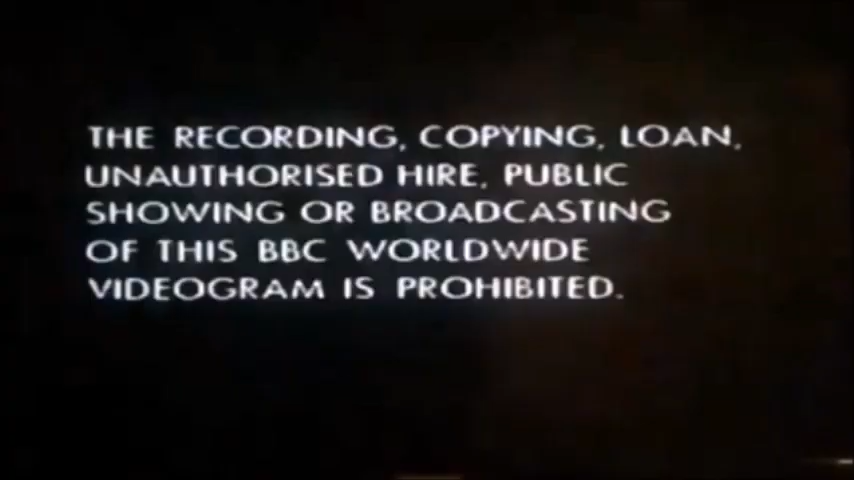 THE RECORDING, COPYING, LOAN,
UNAUTHORISED HIRE, PUBLIC
SHOWING OR BROADCASTING
OF THIS BBC WORLDWIDE
VIDEOGRAM IS PROHIBITED.